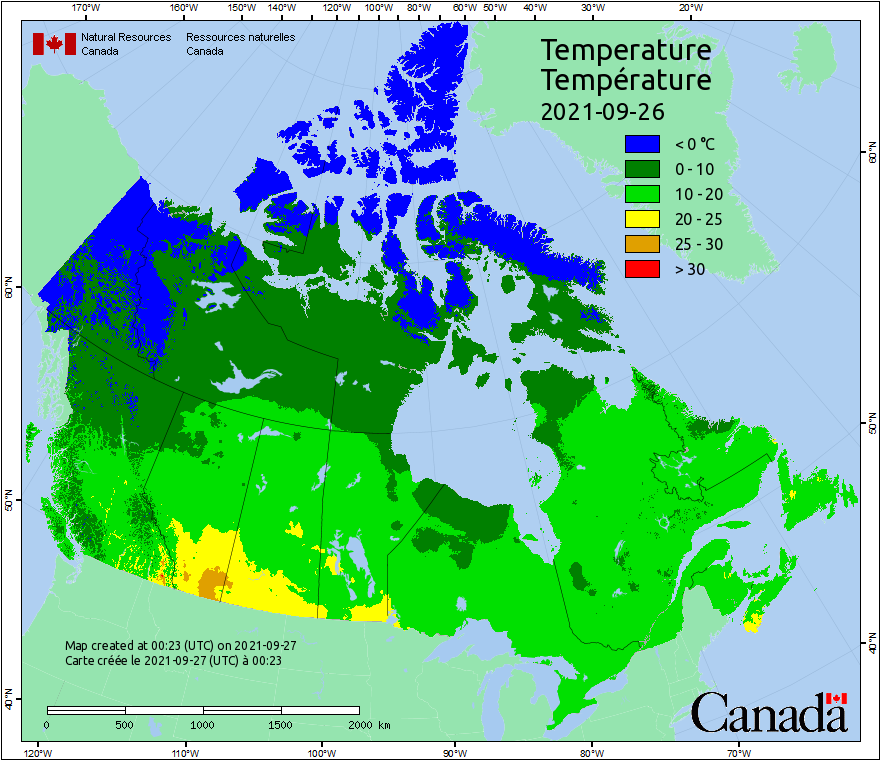 170°W 160°W 150°W 140°W 120°W 100°W 80°W 60°W 50°W 40°W 30°W 20°W
Natural Resources Ressources naturelles
Canada Canada
Temperature
Température
2021-09-26
< 0 °C
0 - 10
10 - 20
20 - 25
25 - 30
> 30
60°N
60°N
50°N
50°N
40°N
40°N
Map created at 00:23 (UTC) on 2021-09-27
Carte créée le 2021-09-27 (UTC) à 00:23
0 500 1000 1500 2000 km
Canada
120°W 110°W 100°W 90°W 80°W 70°W